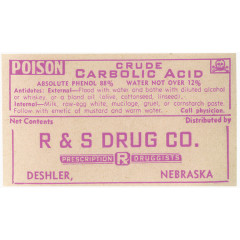 POISON
CRUDE
CARBOLIC ACID
ABSOLUTE PHENOL 88% WATER NOT OVER 12%
Antidotes: External—Flood with water and bathe with diluted alcohol
or whiskey, or sweet oil (olive, cottonseed, linseed).
Internal—Milk, raw-egg white, mucilage, gruel, or cornstarch paste.
Follow with emetic of mustard and warm water. Call physician.
Net Contents Distributed by
R & S DRUG CO.
PRESCRIPTION R DRUGGISTS
DESHLER, NEBRASKA